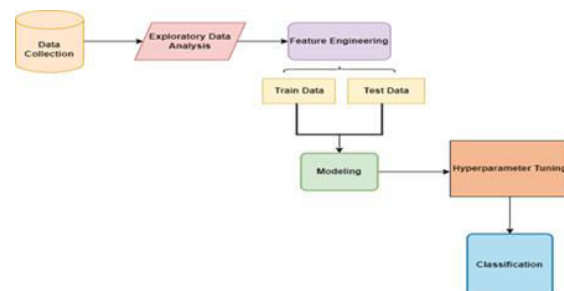 Data
Collection
Exploratory Data
Analysis
Feature Engineering
Train Data
Test Data
Modeling
Hyperparameter Tuning
Classification